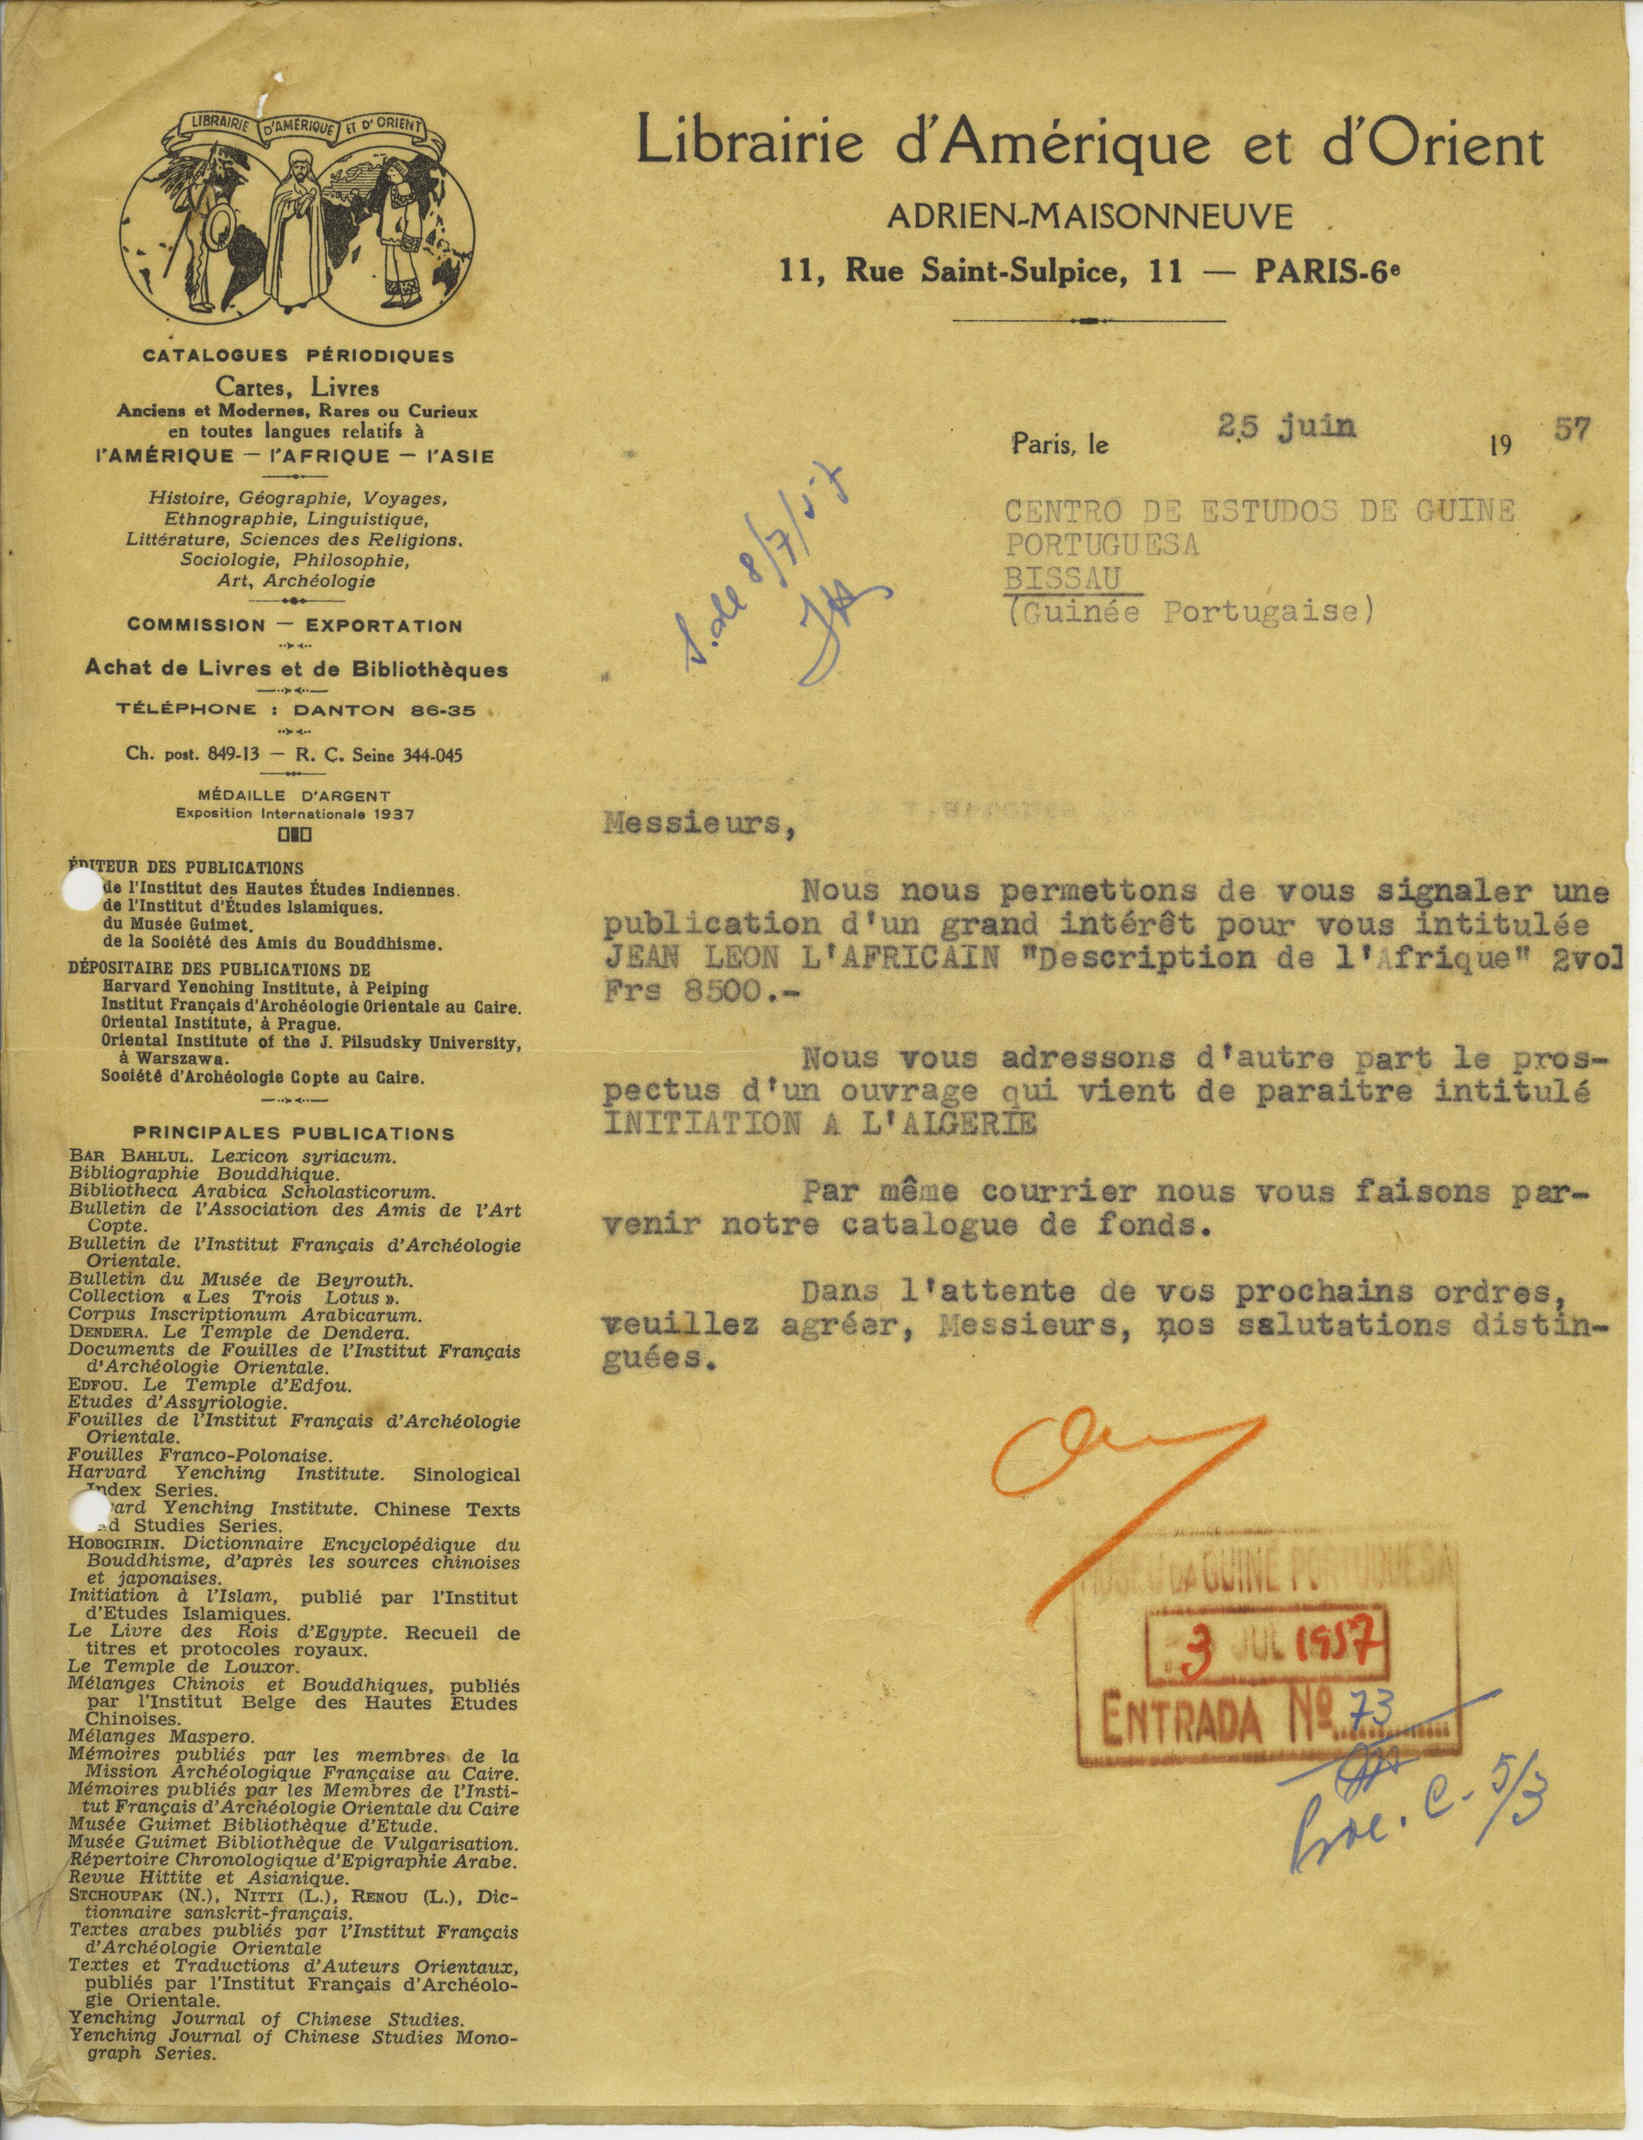 LIBRAIRIE D'AMÉRIQUE ET D'ORIENT
Librairie d'Amérique et d'Orient
ADRIEN-MAISONNEUVE
11, Rue Saint-Sulpice, 11 — PARIS-6e
CATALOGUES PÉRIODIQUES
Cartes, Livres
Anciens et Modernes, Rares ou Curieux
en toutes langues relatifs à
l'AMÉRIQUE — l'AFRIQUE — l'ASIE
Histoire, Géographie, Voyages,
Ethnographie, Linguistique,
Littérature, Sciences des Religions.
Sociologie, Philosophie,
Art, Archéologie
COMMISSION — EXPORTATION
Achat de Livres et de Bibliothèques
TÉLÉPHONE : DANTON 86-35
Ch. post. 849-13 — R. C. Seine 344-045
MÉDAILLE D'ARGENT
Exposition Internationale 1937
ÉDITEUR DES PUBLICATIONS
de l'Institut des Hautes Études Indiennes.
de l'Institut d'Études Islamiques.
du Musée Guimet.
de la Société des Amis du Bouddhisme.
DÉPOSITAIRE DES PUBLICATIONS DE
Harvard Yenching Institute, à Peiping
Institut Français d'Archéologie Orientale au Caire.
Oriental Institute, à Prague.
Oriental Institute of the J. Pilsudsky University,
à Warszawa.
Société d'Archéologie Copte au Caire.
PRINCIPALES PUBLICATIONS
BAR BAHLUL. Lexicon syriacum.
Bibliographie Bouddhique.
Bibliotheca Arabica Scholasticorum.
Bulletin de l'Association des Amis de l'Art
Copte.
Bulletin de l'Institut Français d'Archéologie
Orientale.
Bulletin du Musée de Beyrouth.
Collection « Les Trois Lotus ».
Corpus Inscriptionum Arabicarum.
DENDERA. Le Temple de Dendera.
Documents de Fouilles de l'Institut Français
d'Archéologie Orientale.
EDFOU. Le Temple d'Edfou.
Etudes d'Assyriologie.
Fouilles de l'Institut Français d'Archéologie
Orientale.
Fouilles Franco-Polonaise.
Harvard Yenching Institute. Sinological
Index Series.
vard Yenching Institute. Chinese Texts
nd Studies Series.
HOBOGIRIN. Dictionnaire Encyclopédique du
Bouddhisme, d'après les sources chinoises
et japonaises.
Initiation à l'Islam, publié par l'Institut
d'Etudes Islamiques.
Le Livre des Rois d'Egypte. Recueil de
titres et protocoles royaux.
Le Temple de Louxor.
Mélanges Chinois et Bouddhiques, publiés
par l'Institut Belge des Hautes Etudes
Chinoises.
Mélanges Maspero.
Mémoires publiés par les membres de la
Mission Archéologique Française au Caire.
Mémoires publiés par les Membres de l'Insti-
tut Français d'Archéologie Orientale du Caire
Musée Guimet Bibliothèque d'Etude.
Musée Guimet Bibliothèque de Vulgarisation.
Répertoire Chronologique d'Epigraphie Arabe.
Revue Hittite et Asianique.
STCHOUPAK (N.), NITTI (L.), RENOU (L.), Dic-
tionnaire sanskrit-français.
Textes arabes publiés par l'Institut Français
d'Archéologie Orientale
Textes et Traductions d'Auteurs Orientaux,
publiés par l'Institut Français d'Archéolo-
gie Orientale.
Yenching Journal of Chinese Studies.
Yenching Journal of Chinese Studies Mono-
graph Series.
Paris, le 25 juin 19 57
CENTRO DE ESTUDOS DE GUINE
PORTUGUESA
BISSAU
(Guinée Portugaise)
8/7/57
Messieurs,
Nous nous permettons de vous signaler une
publication d'un grand intérêt pour vous intitulée
JEAN LEON L'AFRICAIN "Description de l'Afrique" 2vol
Frs 8500.-
Nous vous adressons d'autre part le pros-
pectus d'un ouvrage qui vient de paraitre intitulé
INITIATION A L'ALGERIE
Par même courrier nous vous faisons par-
venir notre catalogue de fonds.
Dans l'attente de vos prochains ordres,
veuillez agréer, Messieurs, nos salutations distin-
guées.
MUSEU DA GUINÉ PORTUGUESA
3 JUL 1957
ENTRADA Nº 73
C-5/3